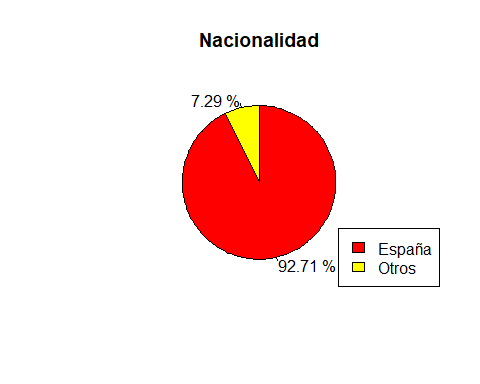 Nacionalidad
7.29 %
92.71 %
España
Otros